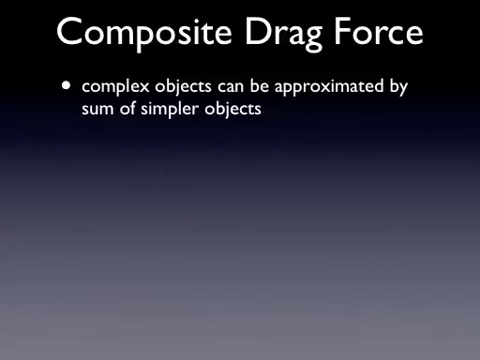 Composite Drag Force
• complex objects can be approximated by
sum of simpler objects